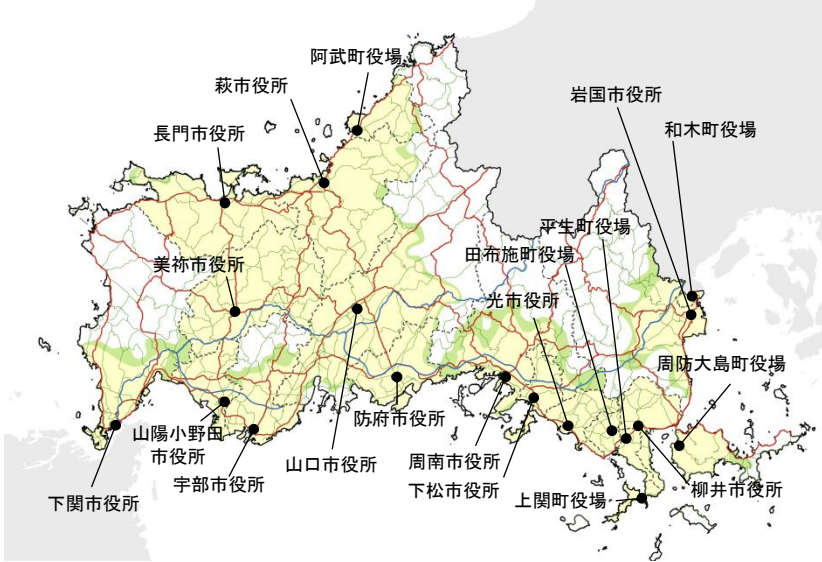 阿武町役場
萩市役所
岩国市役所
長門市役所
和木町役場
平生町役場
田布施町役場
美祢市役所
光市役所
周防大島町役場
防府市役所
山陽小野田
市役所
山口市役所
周南市役所
宇部市役所
下松市役所
柳井市役所
上関町役場
下関市役所